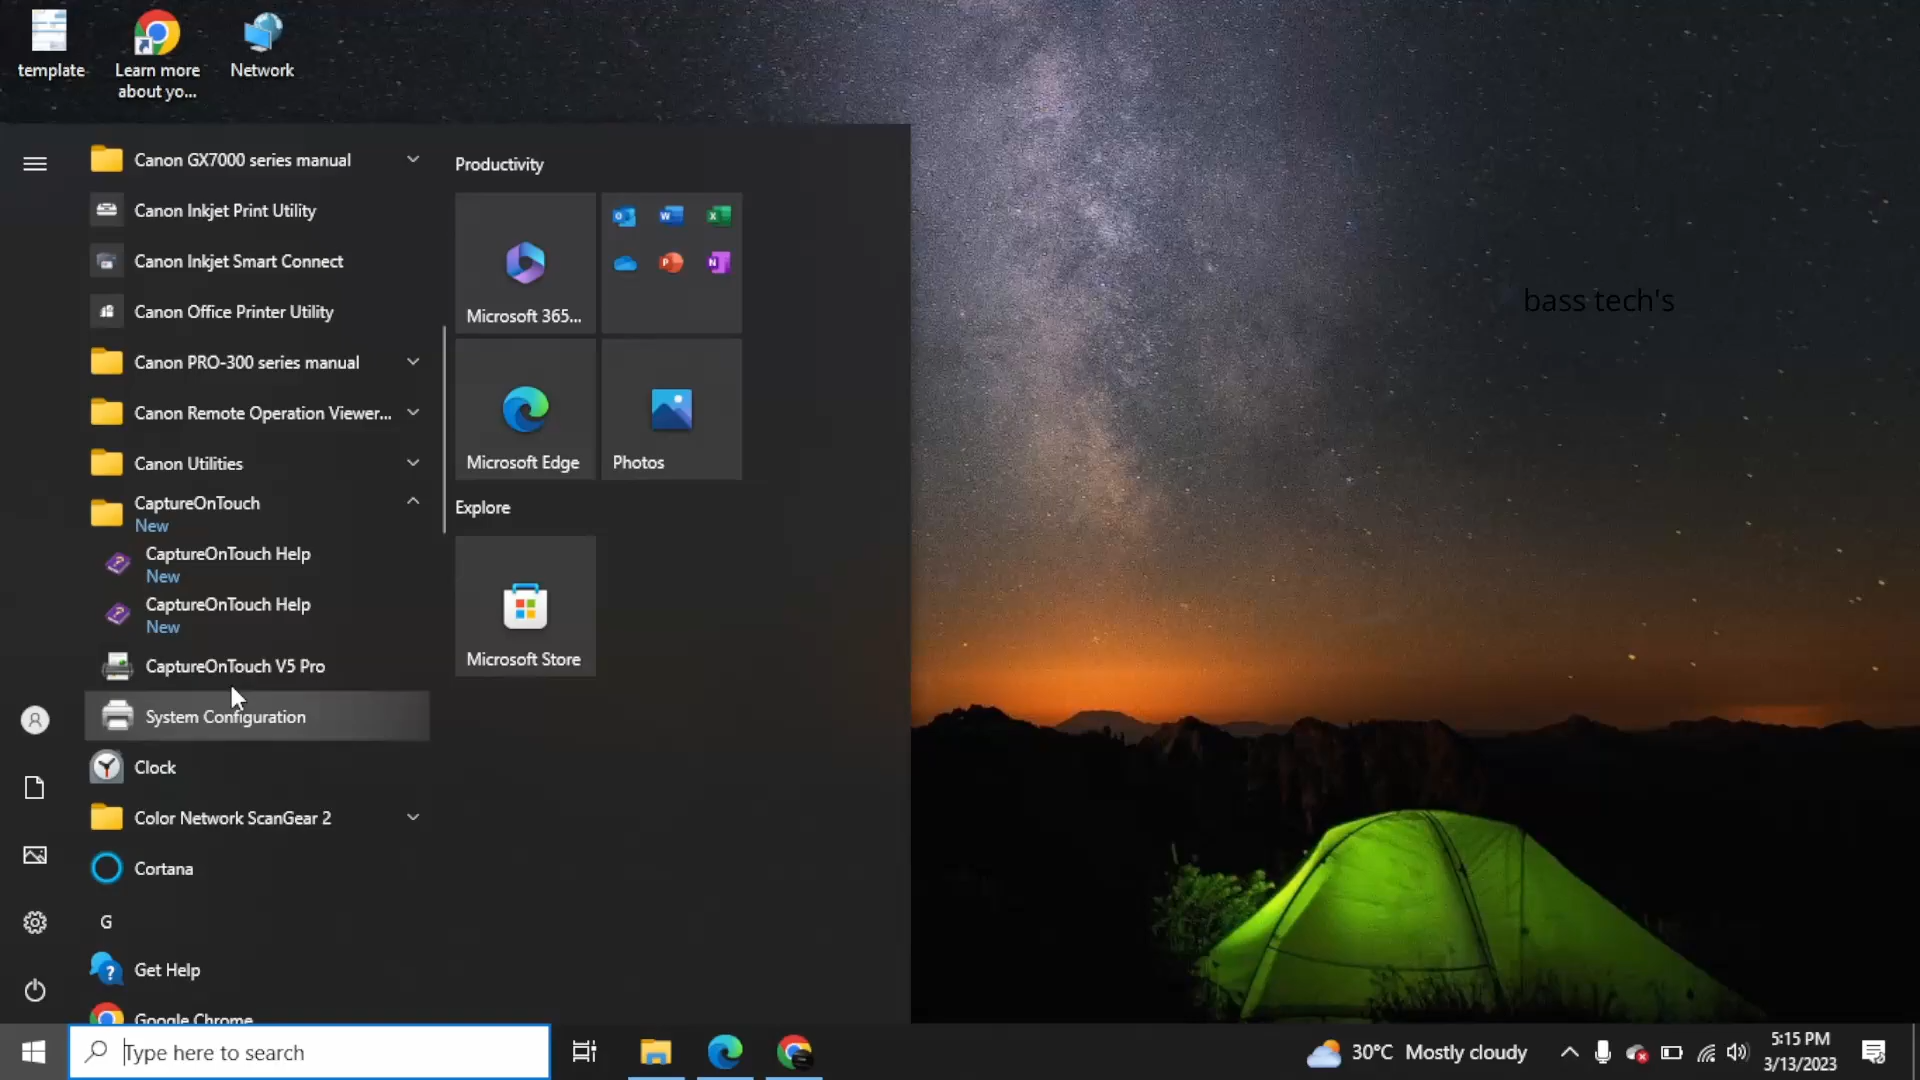 template
Learn more
about yo...
Network
Canon GX7000 series manual
Canon Inkjet Print Utility
Canon Inkjet Smart Connect
Canon Office Printer Utility
Canon PRO-300 series manual
Canon Remote Operation Viewer...
Canon Utilities
CaptureOnTouch
New
CaptureOnTouch Help
New
CaptureOnTouch Help
New
CaptureOnTouch V5 Pro
System Configuration
Clock
Color Network ScanGear 2
Cortana
G
Get Help
Google Chrome
Productivity
Microsoft 365...
Microsoft Edge
Photos
Explore
Microsoft Store
bass tech's
Type here to search
30°C Mostly cloudy
5:15 PM
3/13/2023